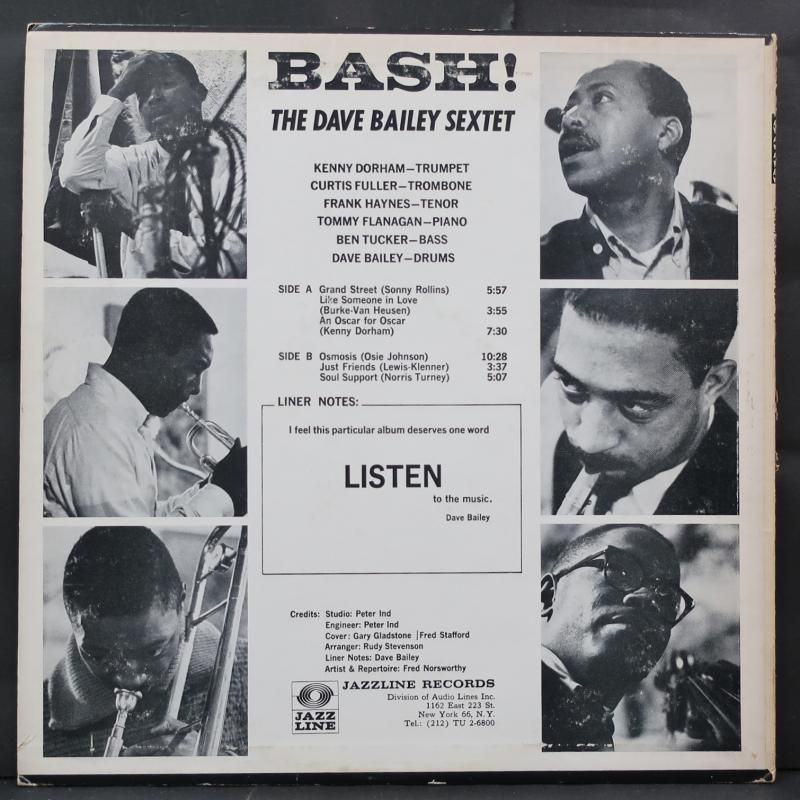 BASH!
THE DAVE BAILEY SEXTET
KENNY DORHAM—TRUMPET
CURTIS FULLER—TROMBONE
FRANK HAYNES—TENOR
TOMMY FLANAGAN—PIANO
BEN TUCKER—BASS
DAVE BAILEY—DRUMS
SIDE A Grand Street (Sonny Rollins) 5:57
Like Someone in Love
(Burke-Van Heusen) 3:55
An Oscar for Oscar
(Kenny Dorham) 7:30
SIDE B Osmosis (Osie Johnson) 10:28
Just Friends (Lewis-Klenner) 3:37
Soul Support (Norris Turney) 5:07
LINER NOTES:
I feel this particular album deserves one word
LISTEN
to the music.
Dave Bailey
Credits: Studio: Peter Ind
Engineer: Peter Ind
Cover: Gary Gladstone | Fred Stafford
Arranger: Rudy Stevenson
Liner Notes: Dave Bailey
Artist & Repertoire: Fred Norsworthy
JAZZ
LINE
JAZZLINE RECORDS
Division of Audio Lines Inc.
1162 East 223 St.
New York 66, N.Y.
Tel.: (212) TU 2-6800